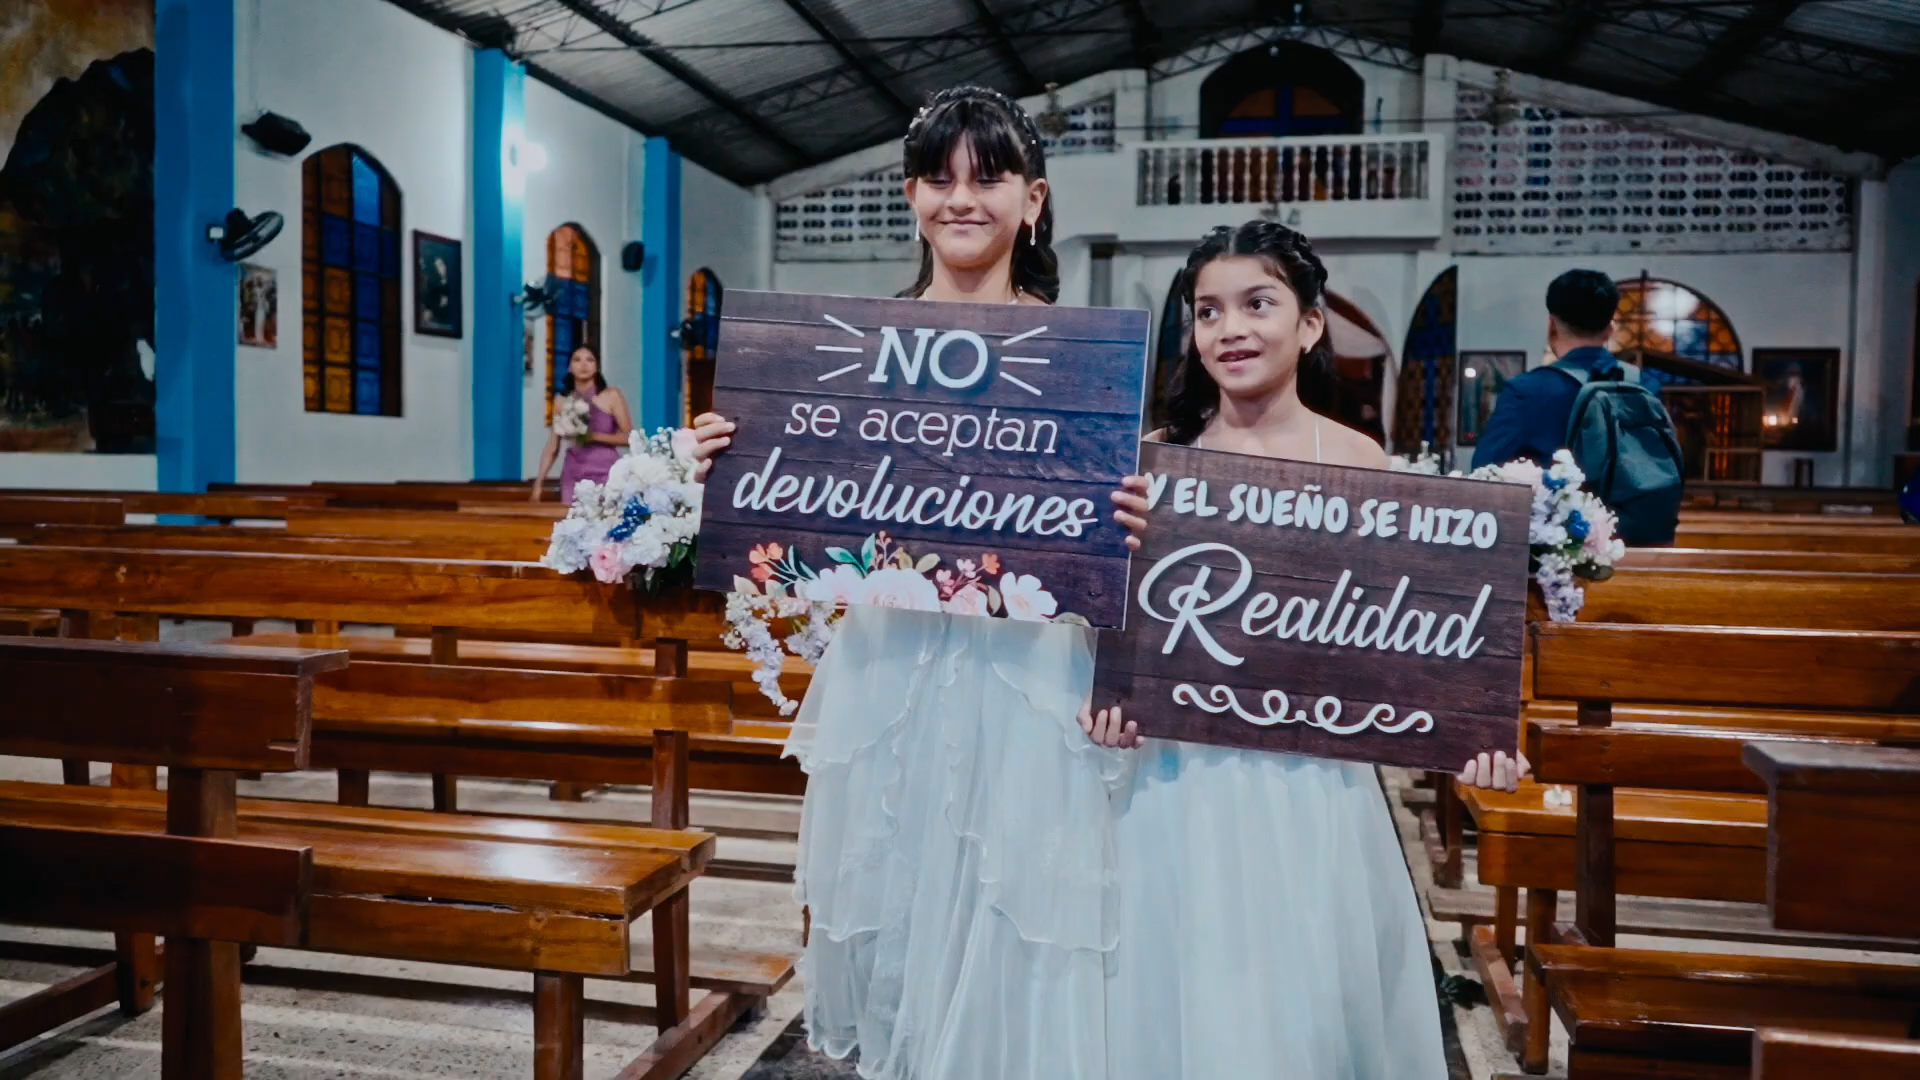 NO
se aceptan
devoluciones
Y EL SUEÑO SE HIZO
Realidad